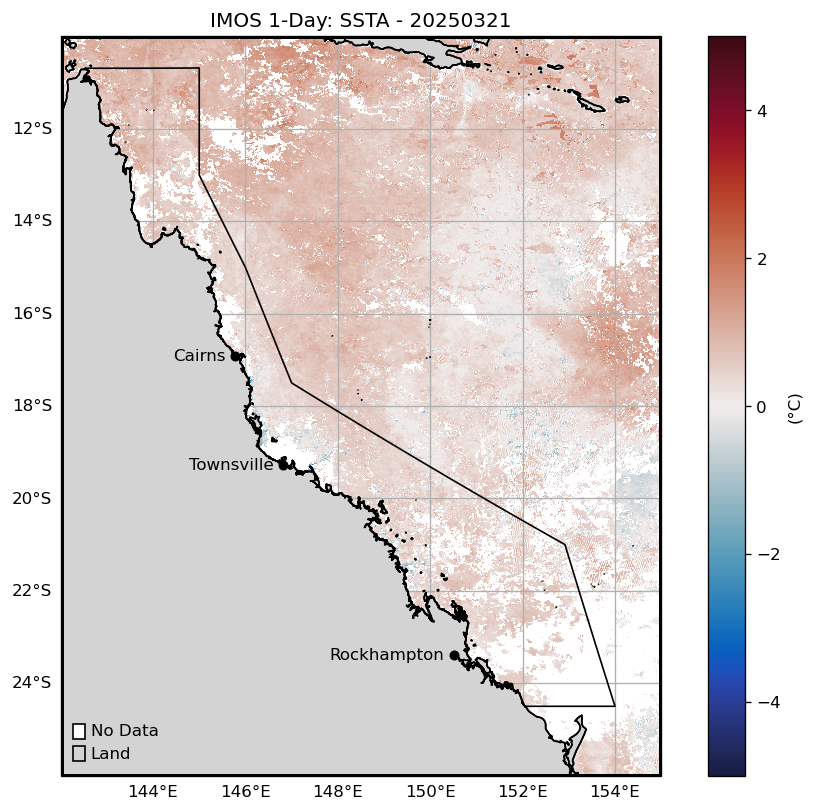 IMOS 1-Day: SSTA - 20250321
12°S
14°S
16°S
18°S
20°S
22°S
24°S
Cairns
Townsville
Rockhampton
No Data
Land
144°E 146°E 148°E 150°E 152°E 154°E
4
2
0
−2
−4
(°C)